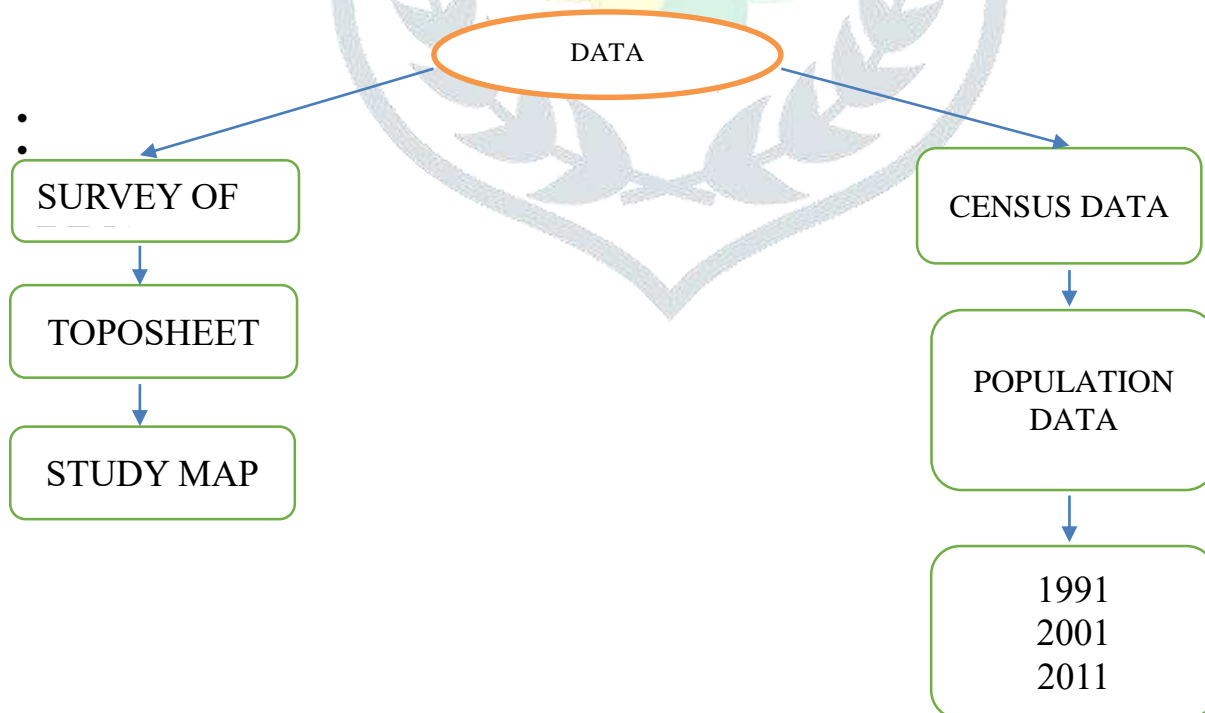 DATA
SURVEY OF
CENSUS DATA
TOPOSHEET
POPULATION
DATA
STUDY MAP
1991
2001
2011